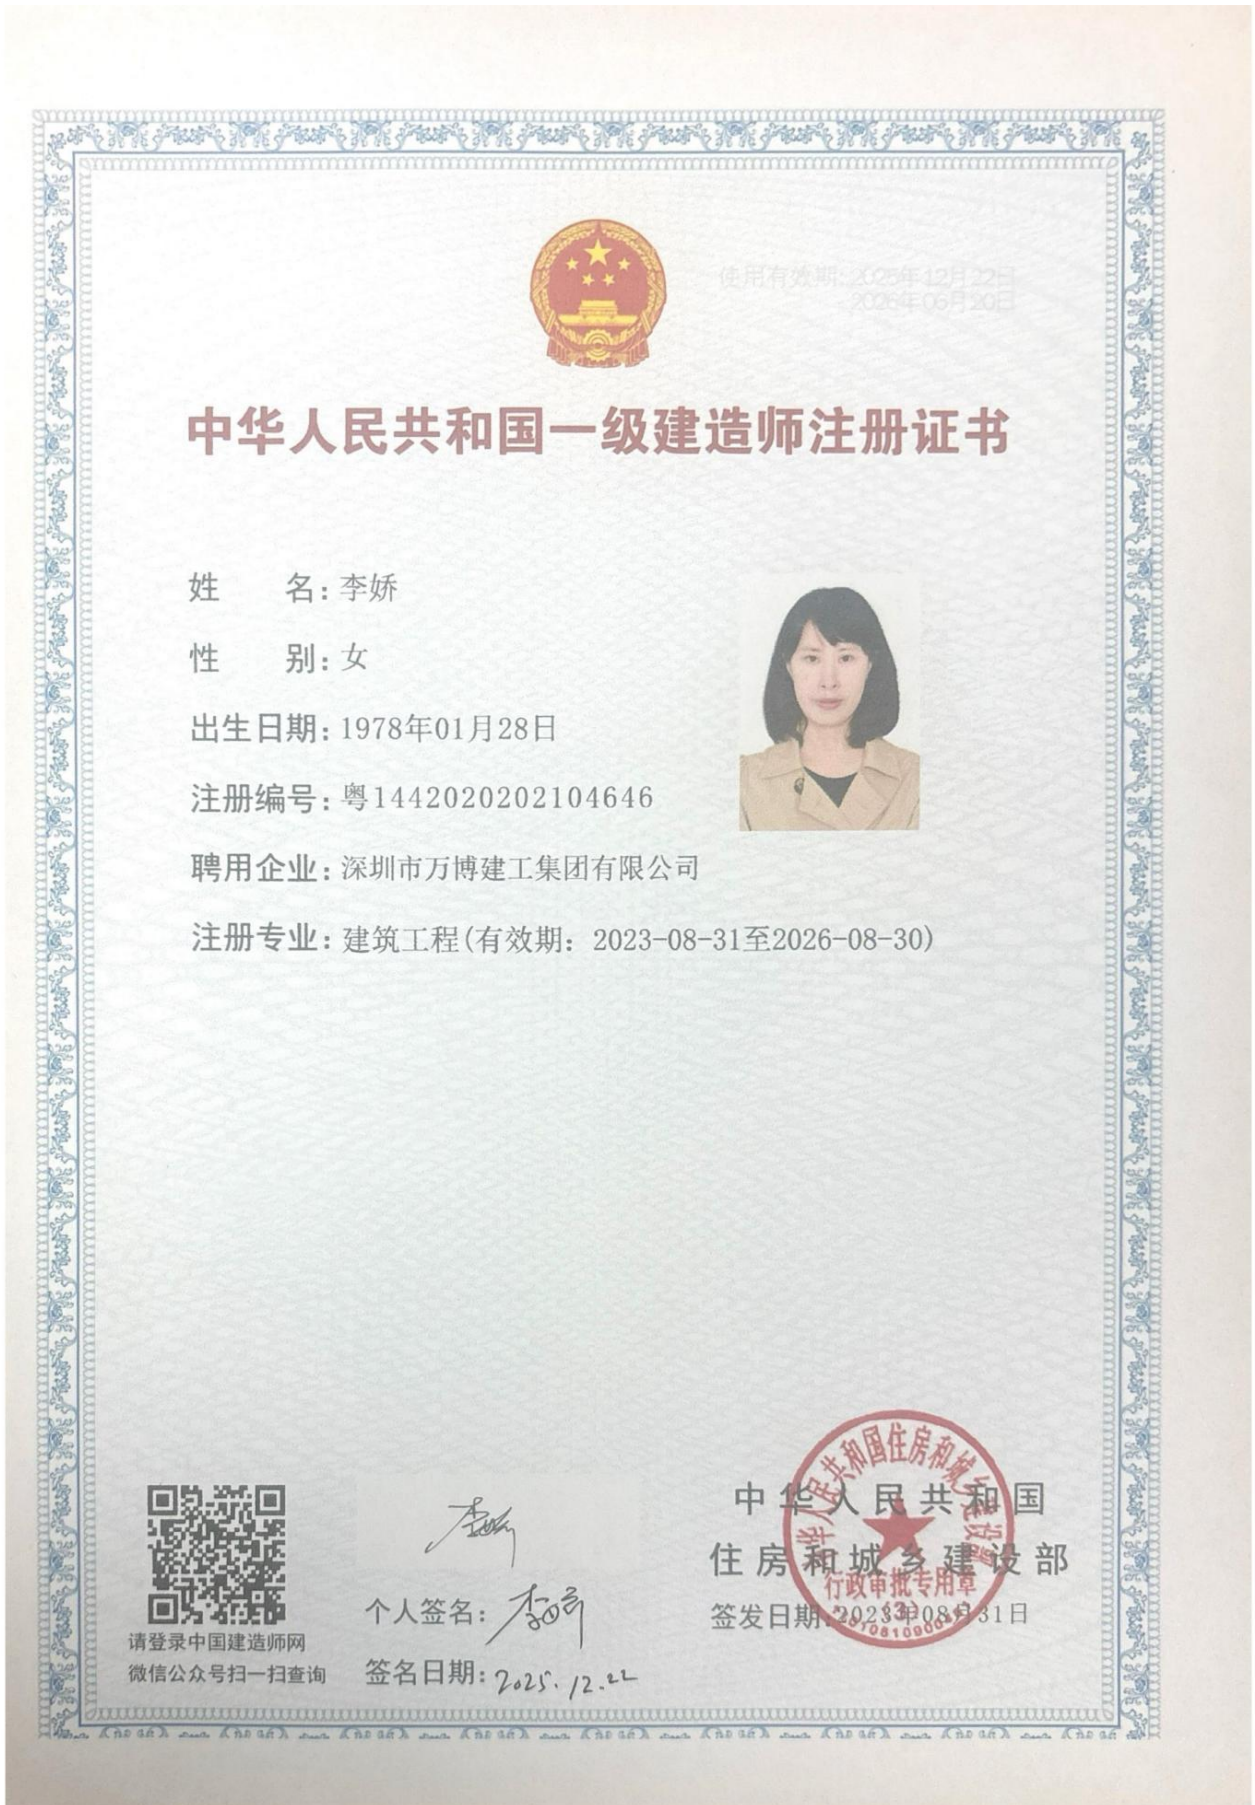 使用有效期: 2025年12月22日
2026年06月20日
中华人民共和国一级建造师注册证书
姓 名: 李娇
性 别: 女
出生日期: 1978年01月28日
注册编号: 粤1442020202104646
聘用企业: 深圳市万博建工集团有限公司
注册专业: 建筑工程(有效期: 2023-08-31至2026-08-30)
请登录中国建造师网
微信公众号扫一扫查询
李娇
个人签名: 李娇
签名日期: 2025.12.22
中华人民共和国
住房和城乡建设部
签发日期: 2023年08月31日
中华人民共和国住房和城乡建设部
行政审批专用章
(3)